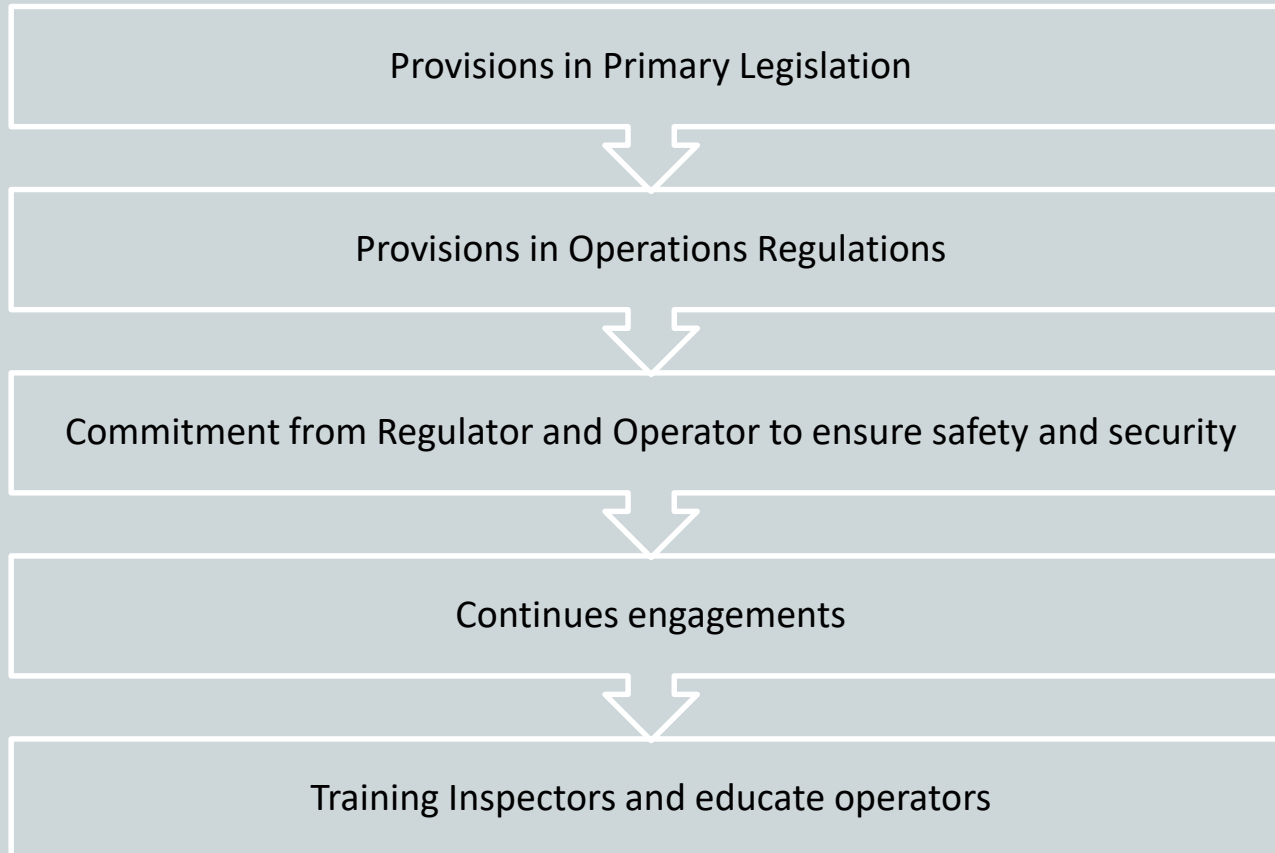 Provisions in Primary Legislation
Provisions in Operations Regulations
Commitment from Regulator and Operator to ensure safety and security
Continues engagements
Training Inspectors and educate operators